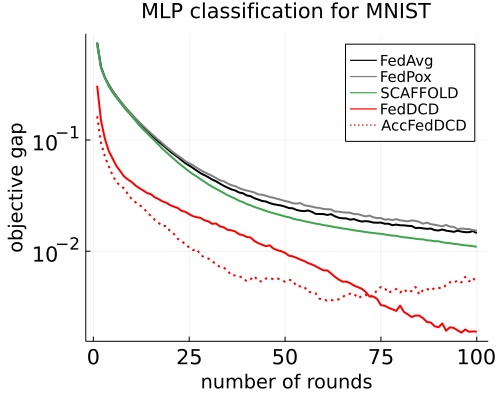 MLP classification for MNIST
FedAvg
FedPox
SCAFFOLD
FedDCD
AccFedDCD
objective gap
10⁻¹
10⁻²
0 25 50 75 100
number of rounds